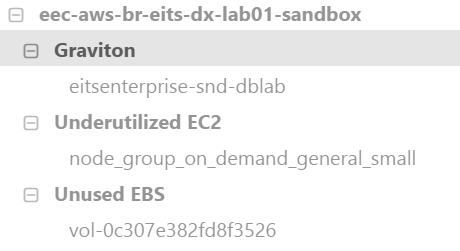 eec-aws-br-eits-dx-lab01-sandbox
Graviton
eitsenterprise-snd-dblab
Underutilized EC2
node_group_on_demand_general_small
Unused EBS
vol-0c307e382fd8f3526